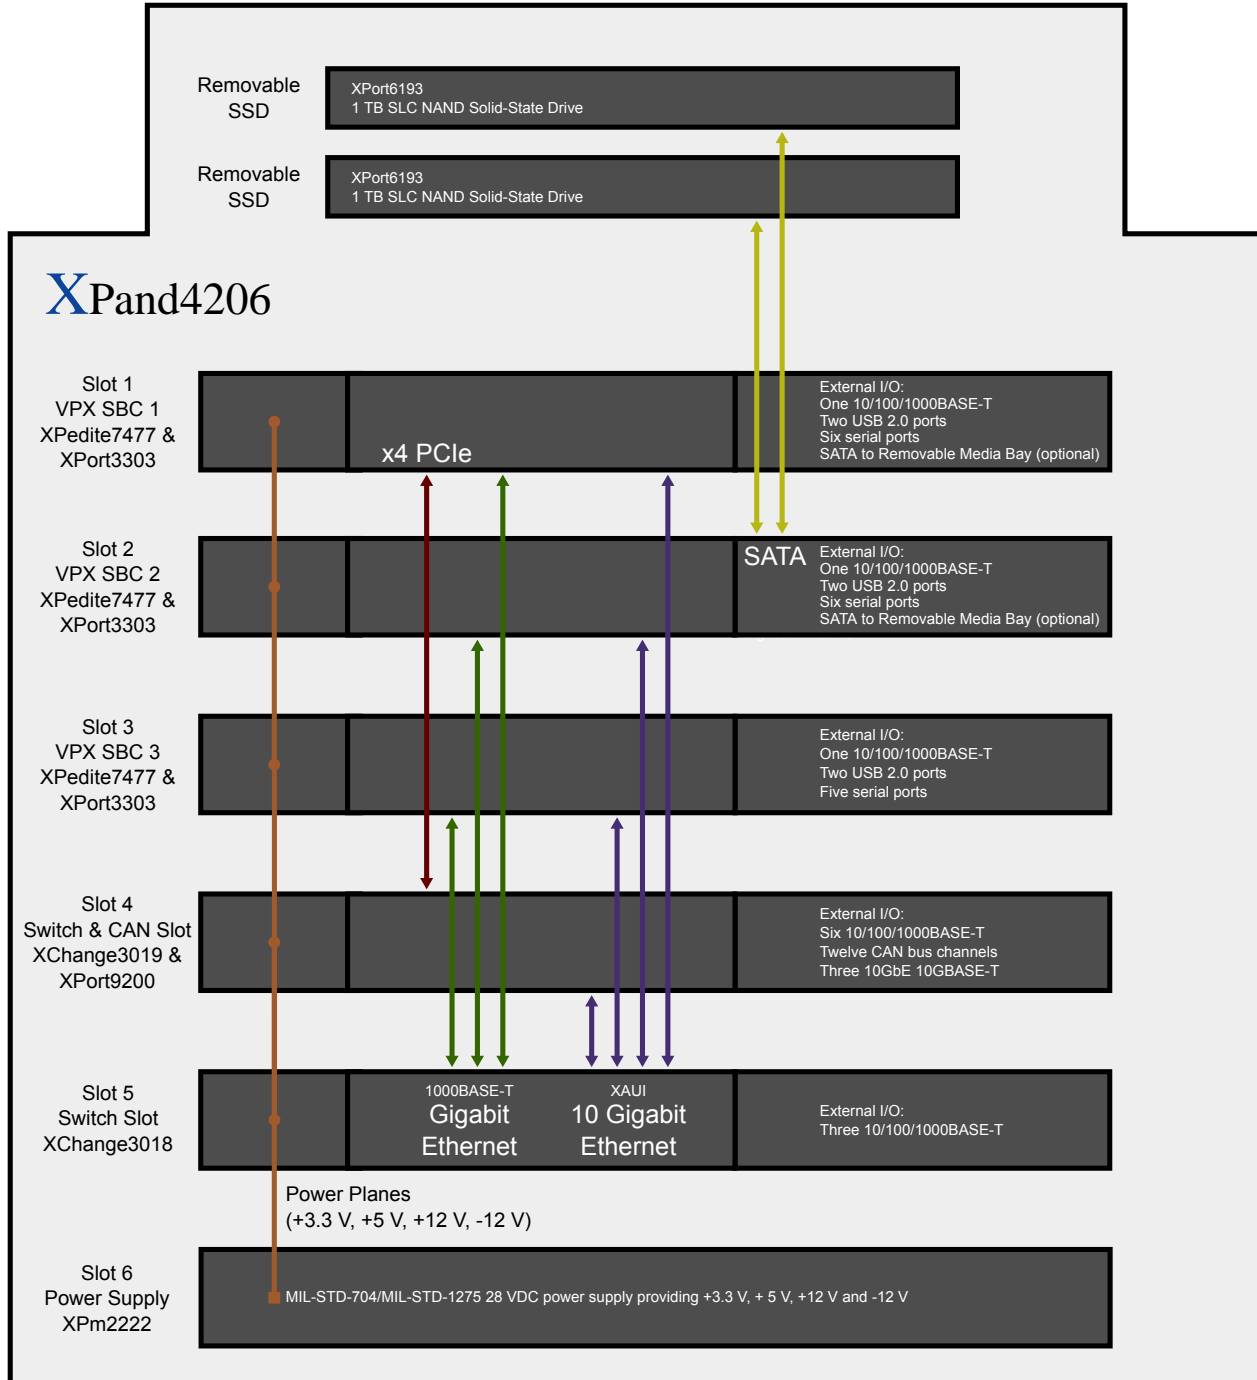 Removable
SSD
XPort6193
1 TB SLC NAND Solid-State Drive
Removable
SSD
XPort6193
1 TB SLC NAND Solid-State Drive
XPand4206
Slot 1
VPX SBC 1
XPedite7477 &
XPort3303
x4 PCIe
External I/O:
One 10/100/1000BASE-T
Two USB 2.0 ports
Six serial ports
SATA to Removable Media Bay (optional)
Slot 2
VPX SBC 2
XPedite7477 &
XPort3303
SATA
External I/O:
One 10/100/1000BASE-T
Two USB 2.0 ports
Six serial ports
SATA to Removable Media Bay (optional)
Slot 3
VPX SBC 3
XPedite7477 &
XPort3303
External I/O:
One 10/100/1000BASE-T
Two USB 2.0 ports
Five serial ports
Slot 4
Switch & CAN Slot
XChange3019 &
XPort9200
External I/O:
Six 10/100/1000BASE-T
Twelve CAN bus channels
Three 10GbE 10GBASE-T
Slot 5
Switch Slot
XChange3018
1000BASE-T
Gigabit
Ethernet
XAUI
10 Gigabit
Ethernet
External I/O:
Three 10/100/1000BASE-T
Power Planes
(+3.3 V, +5 V, +12 V, -12 V)
Slot 6
Power Supply
XPm2222
MIL-STD-704/MIL-STD-1275 28 VDC power supply providing +3.3 V, + 5 V, +12 V and -12 V